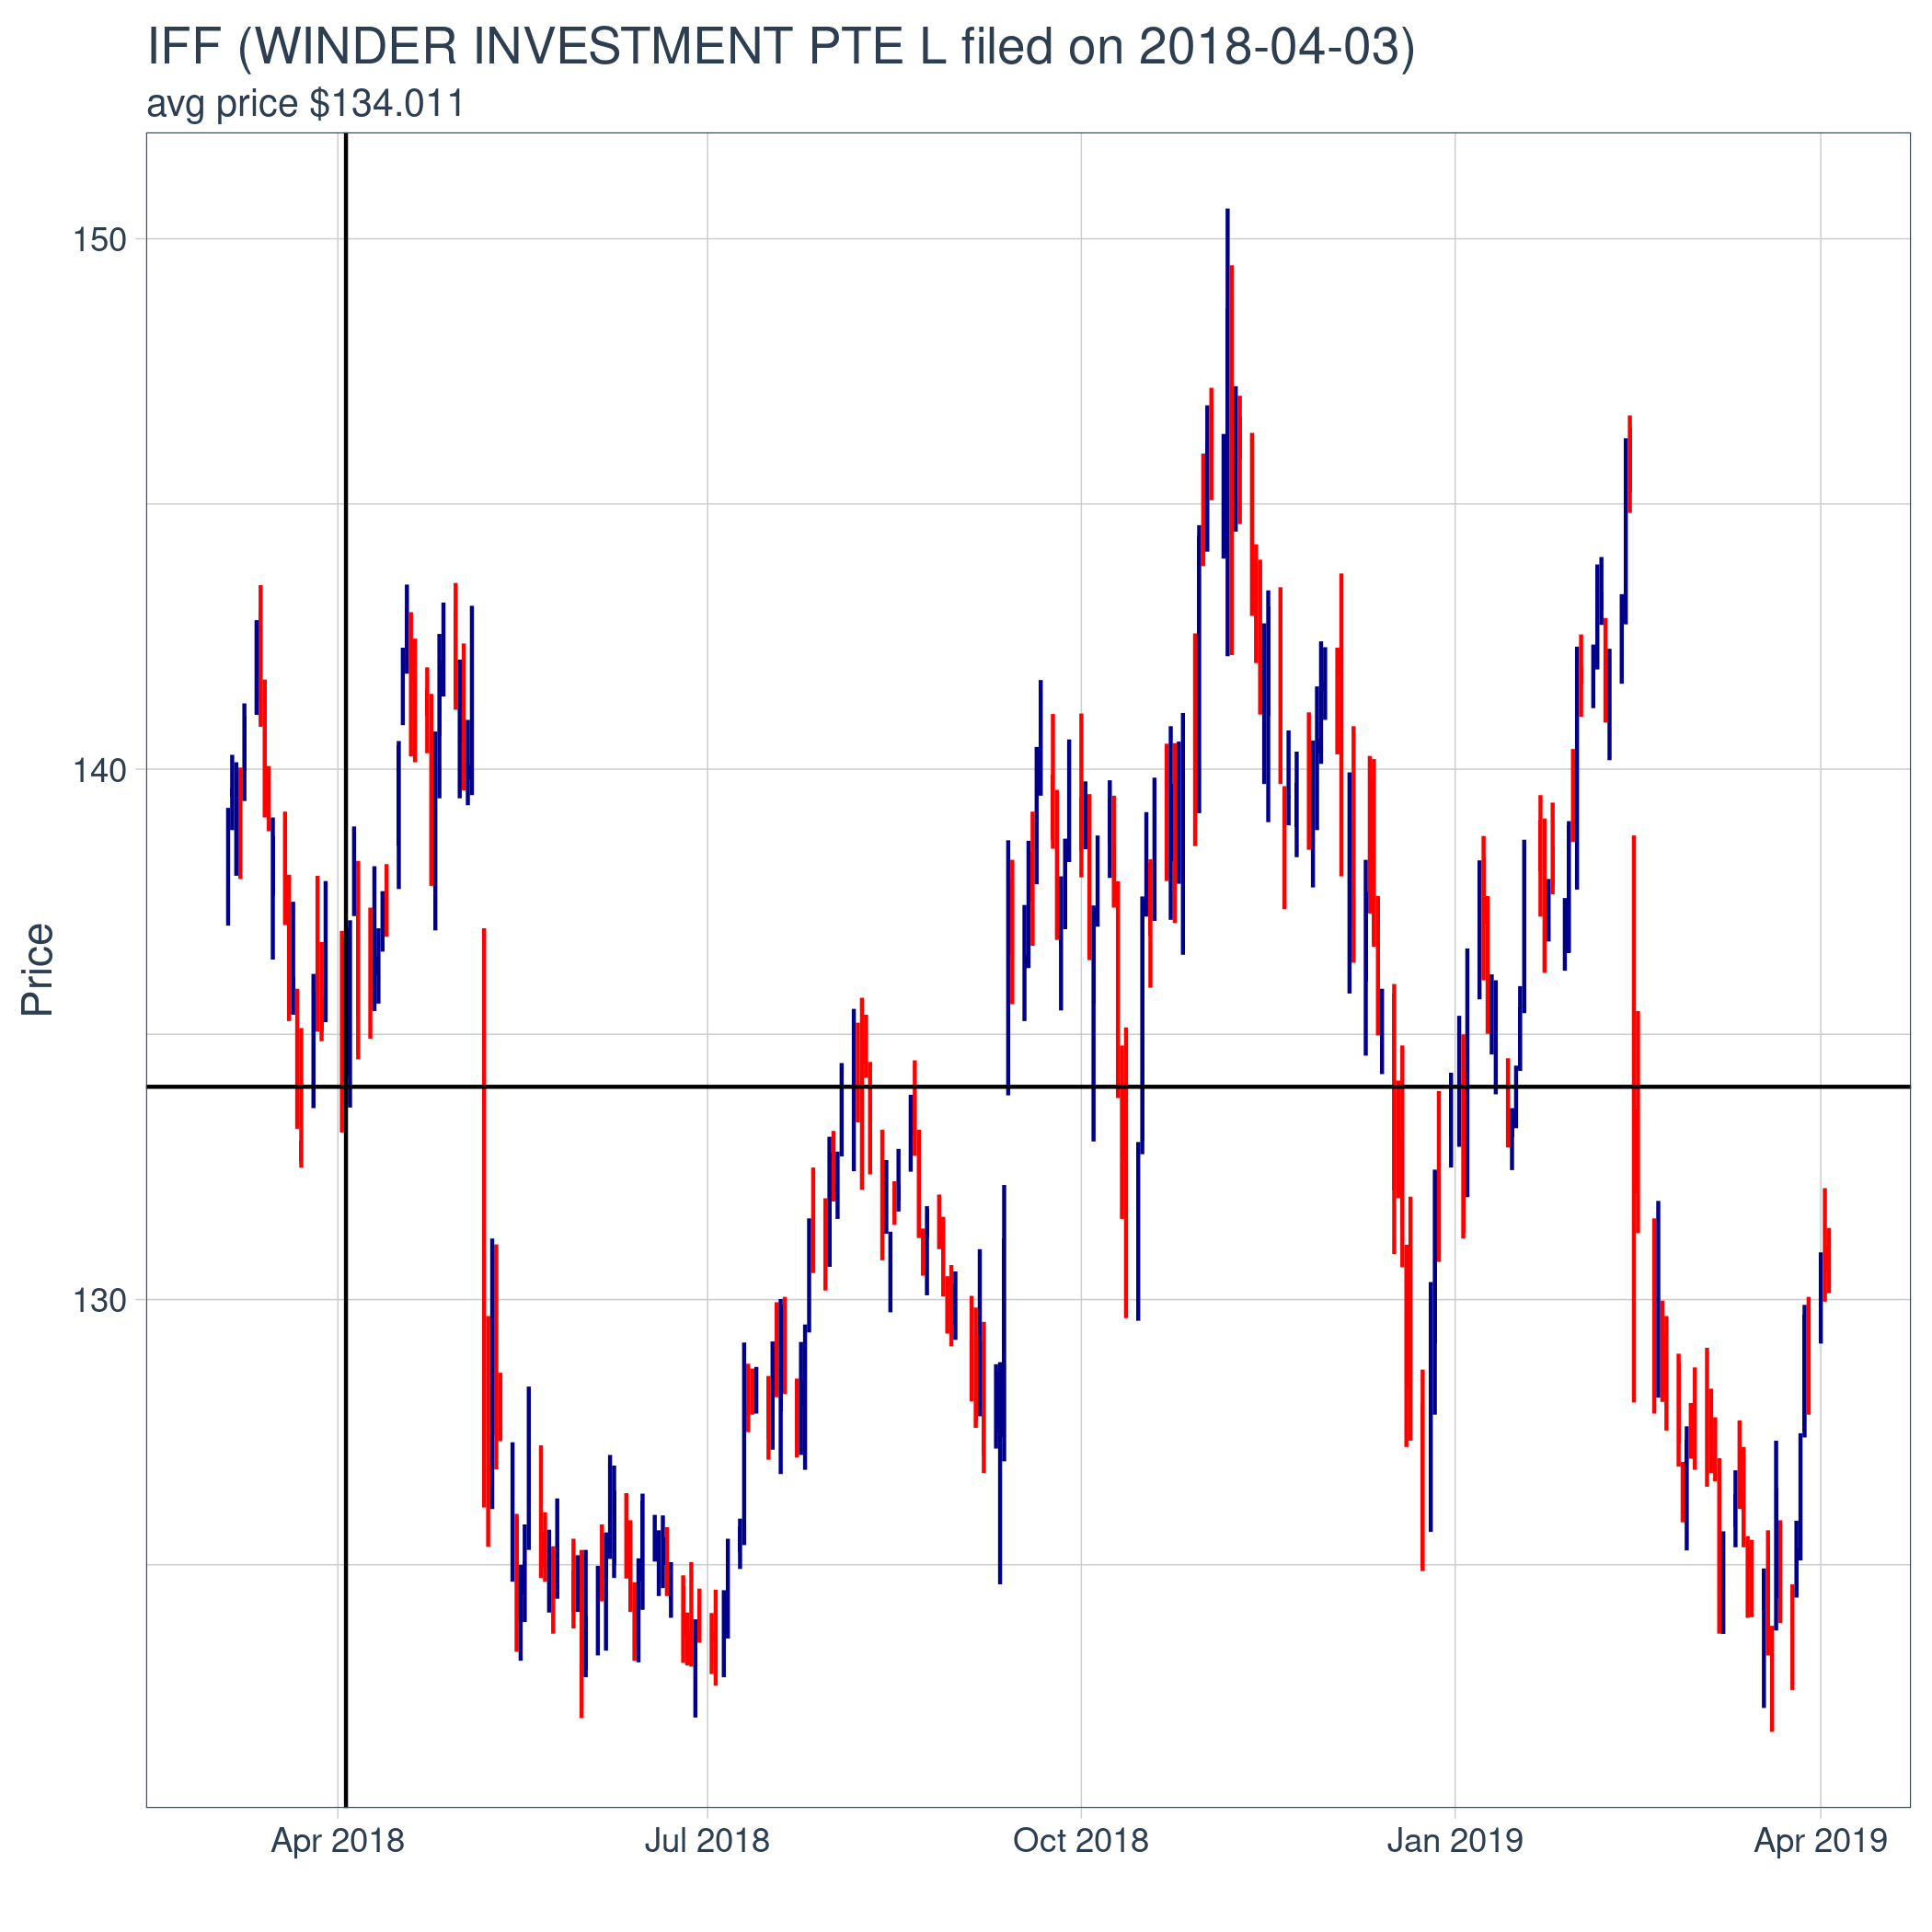 IFF (WINDER INVESTMENT PTE L filed on 2018-04-03)
avg price $134.011
150
140
130
Price
Apr 2018
Jul 2018
Oct 2018
Jan 2019
Apr 2019